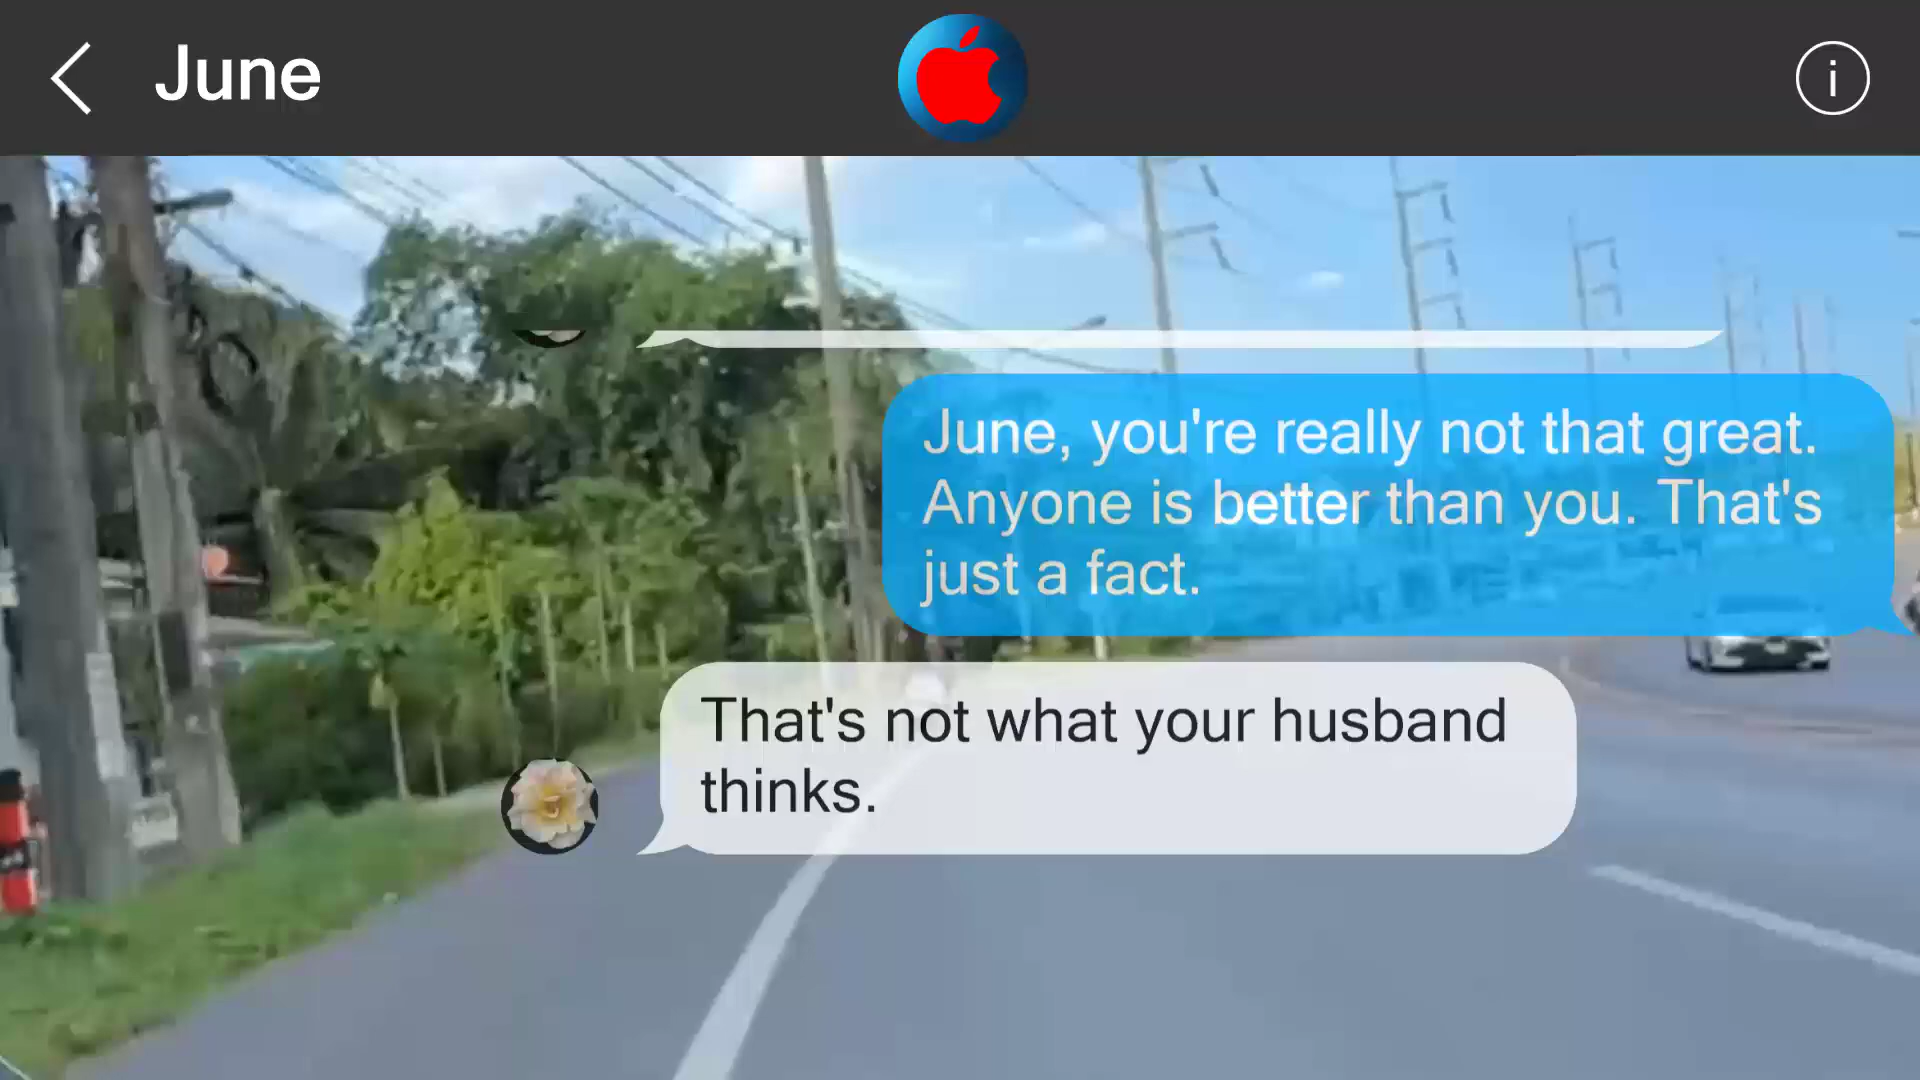 June
June, you're really not that great.
Anyone is better than you. That's
just a fact.
That's not what your husband
thinks.